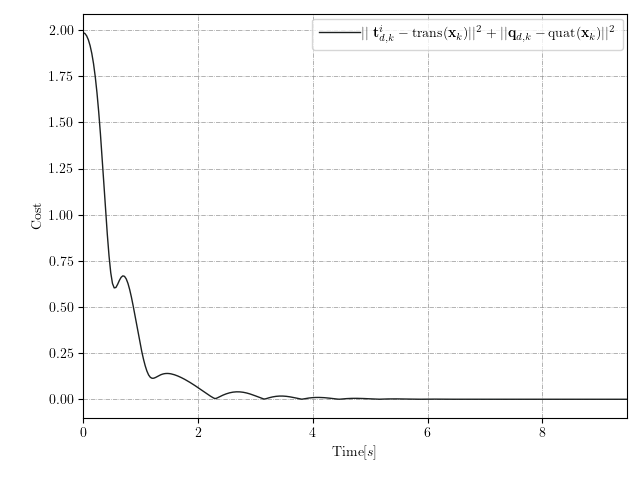 || t^i_{d,k} − trans(x_k)||^2 + ||q_{d,k} − quat(x_k)||^2
2.00
1.75
1.50
1.25
1.00
0.75
0.50
0.25
0.00
Cost
0 2 4 6 8
Time[s]